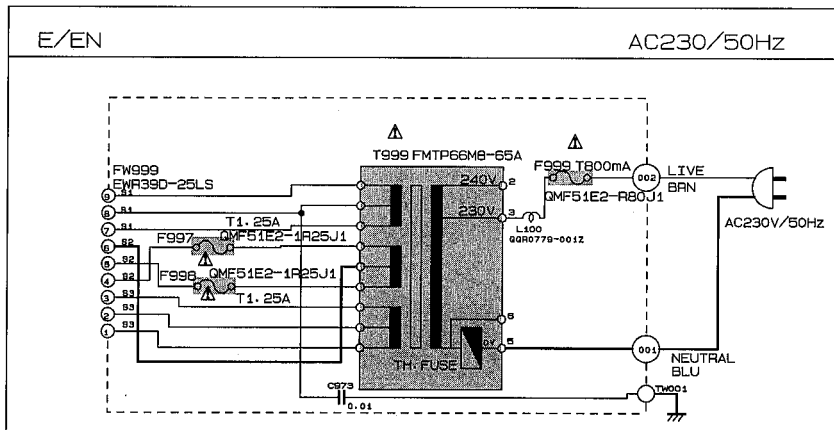 E/EN
AC230/50Hz
T999 FMTP66M8-65A
F999 T800mA
QMF51E2-R80J1
002
LIVE
BRN
AC230V/50Hz
FW999
EWR39D-25LS
9 S1
8 S1
7 S1
6 S2
5 S2
4 S2
3 S3
2 S3
1 S3
T1.25A
F997
QMF51E2-1R25J1
F998
QMF51E2-1R25J1
T1.25A
240V 2
230V 3
L100
QQR0779-001Z
6
0V 5
TH.FUSE
001
NEUTRAL
BLU
C973
0.01
TW001